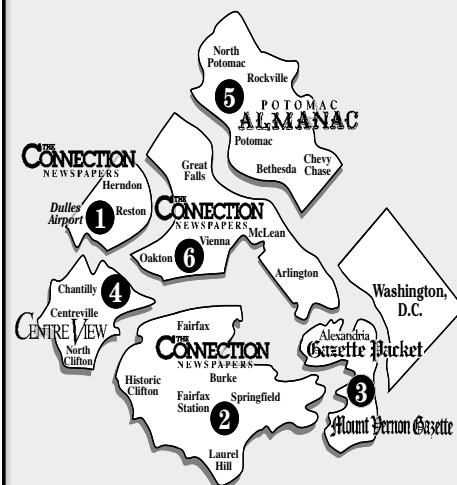 North
Potomac
Rockville
5
POTOMAC
ALMANAC
Potomac
Bethesda
Chevy
Chase
THE
CONNECTION
NEWSPAPERS
Herndon
Dulles
Airport
1
Reston
Great
Falls
THE
CONNECTION
NEWSPAPERS
Vienna
McLean
Oakton
6
Arlington
Chantilly
4
Centreville
CENTRE VIEW
North
Clifton
Washington,
D.C.
Fairfax
THE
CONNECTION
NEWSPAPERS
Burke
Historic
Clifton
Fairfax
Station
Springfield
2
Laurel
Hill
Alexandria
Gazette Packet
3
Mount Vernon Gazette